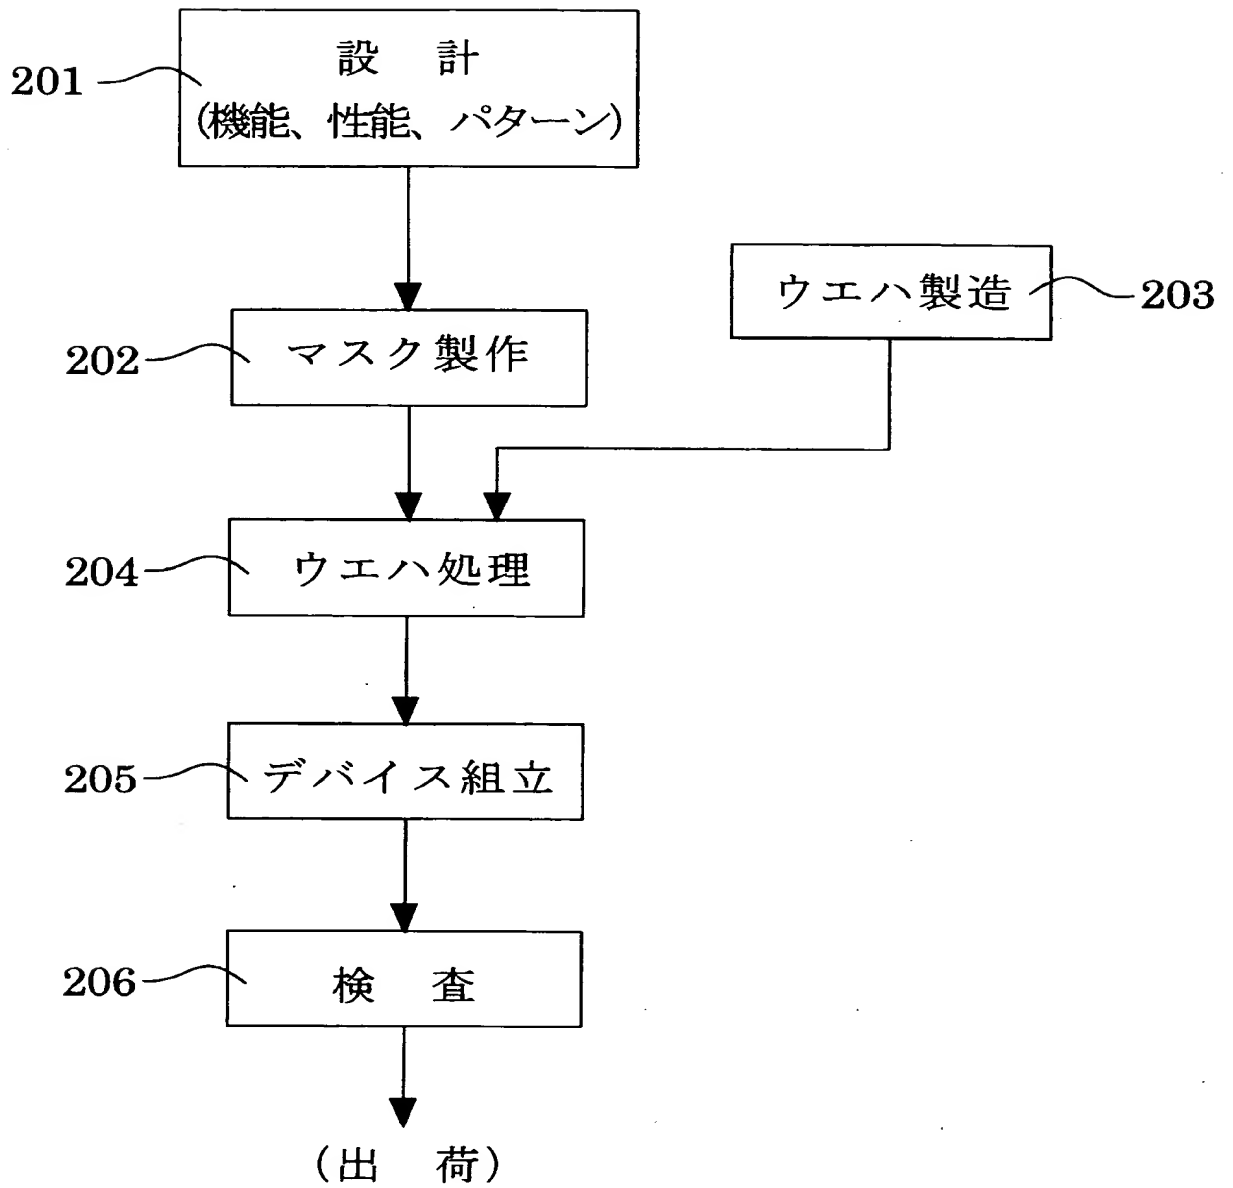 201
設 計
(機能、性能、パターン)
ウエハ製造
203
202
マスク製作
204
ウエハ処理
205
デバイス組立
206
検 査
(出 荷)